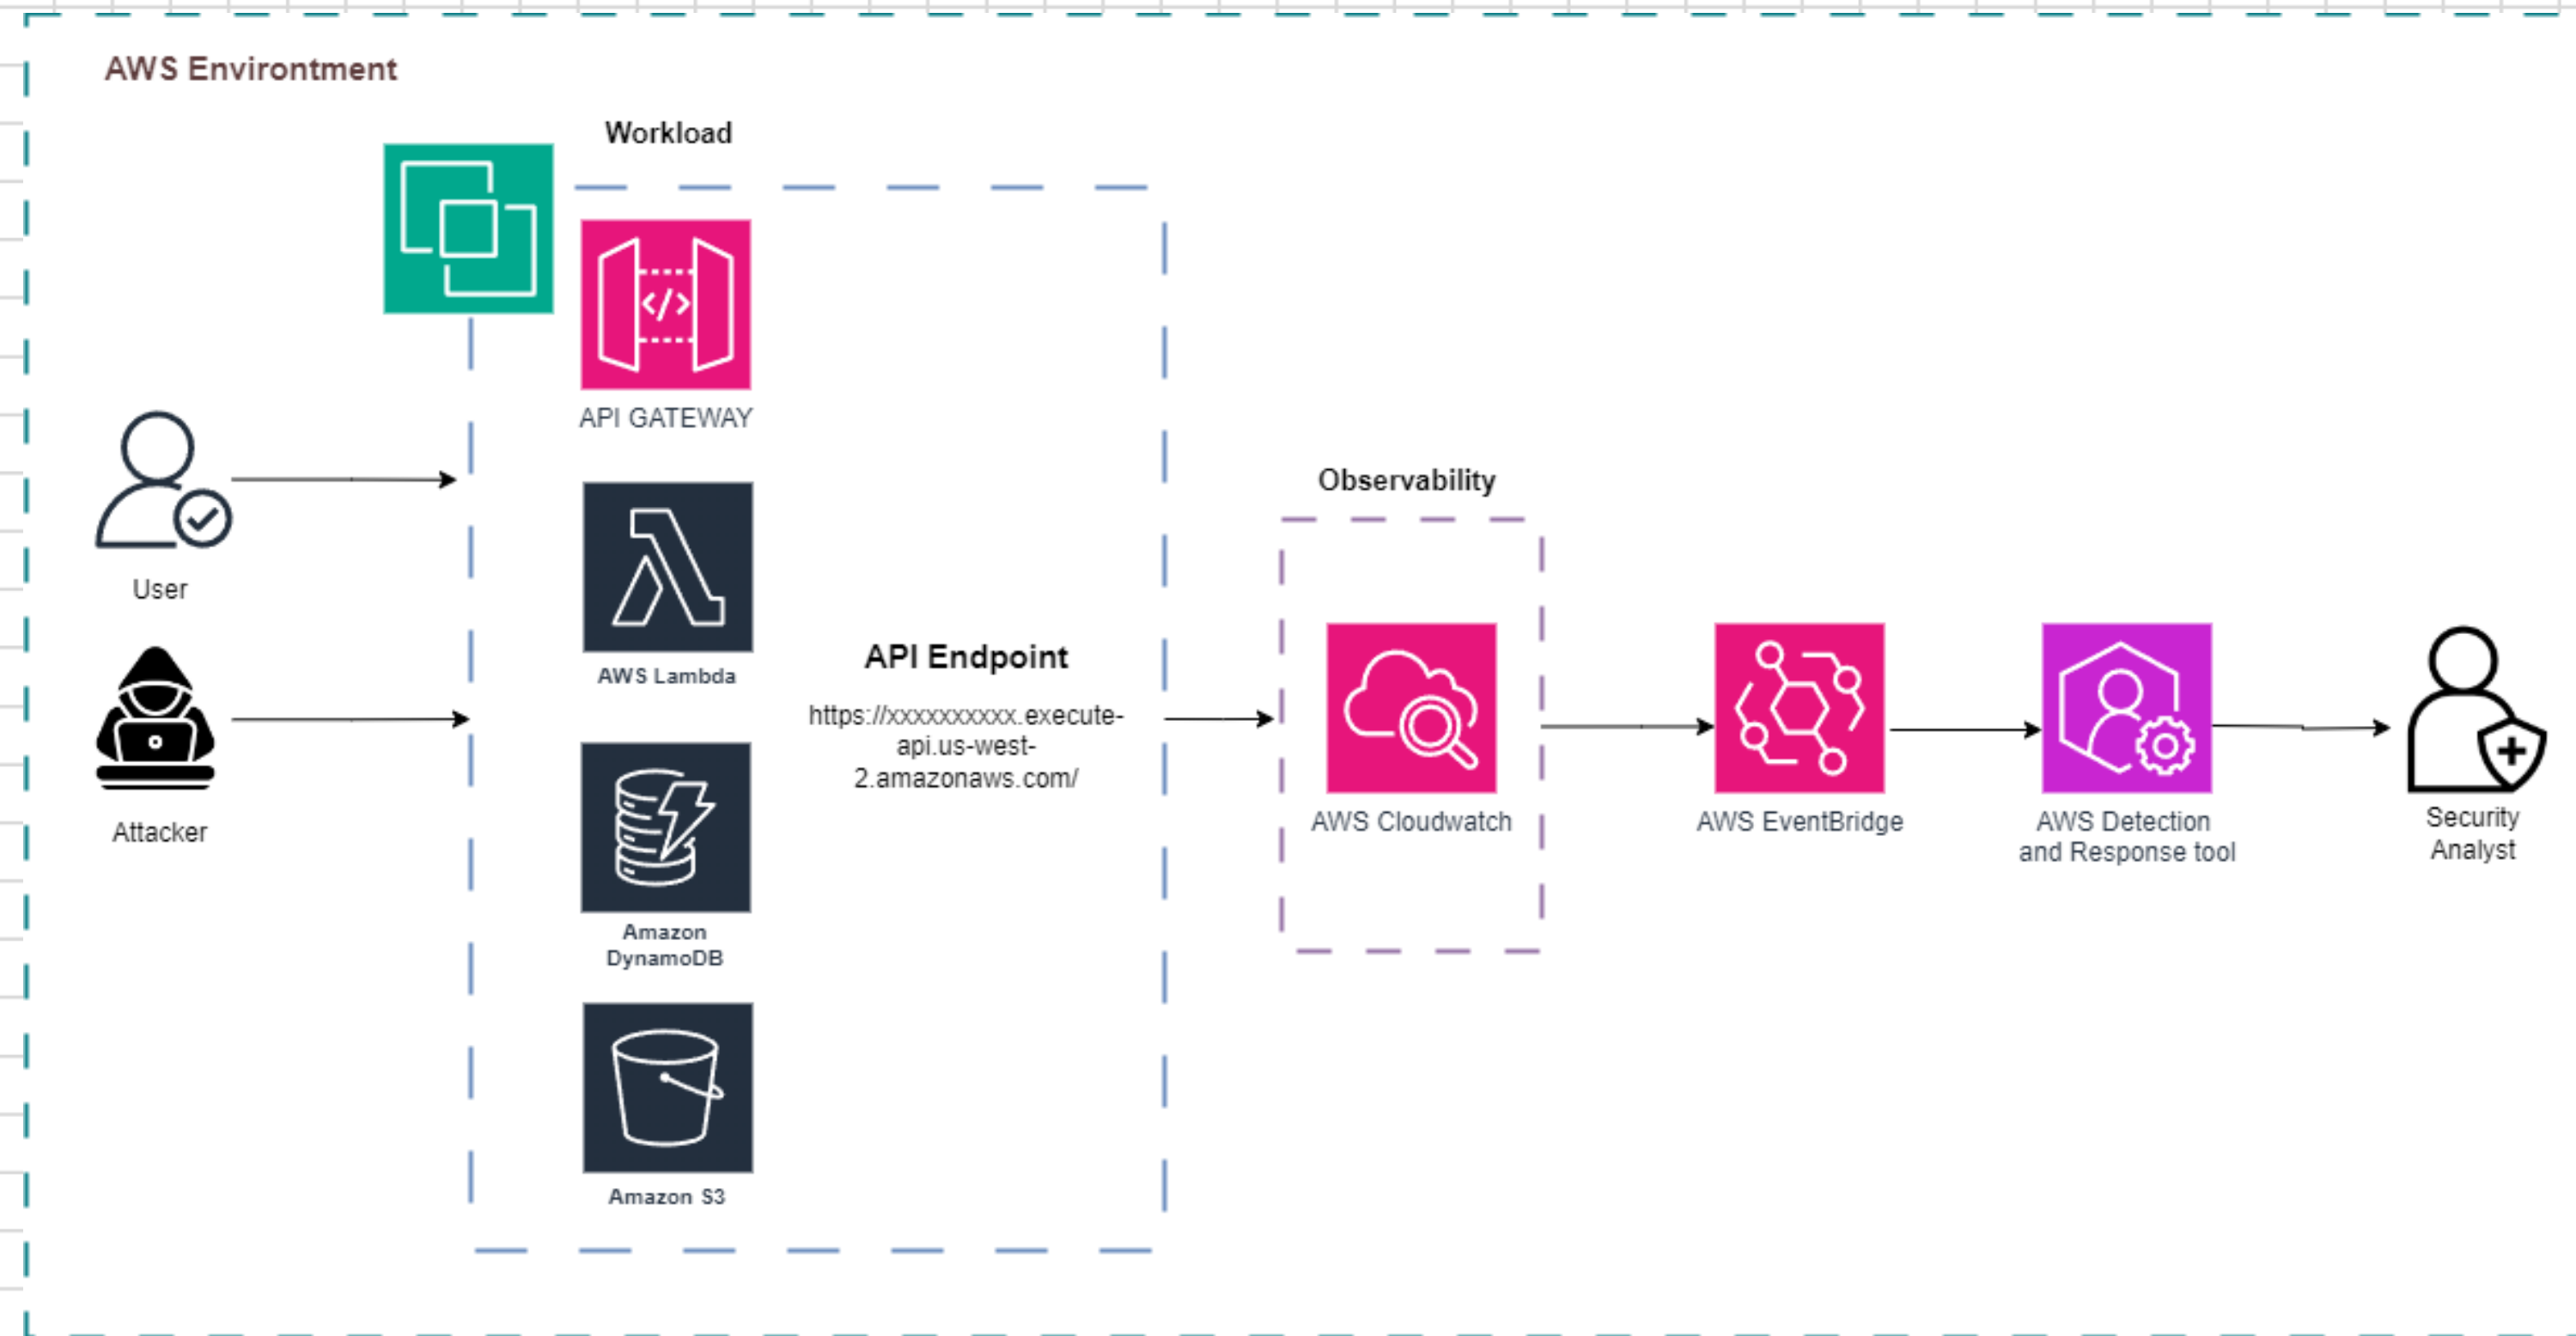 AWS Environtment
Workload
API GATEWAY
User
AWS Lambda
API Endpoint
https://xxxxxxxxxx.execute-
api.us-west-
2.amazonaws.com/
Attacker
Amazon
DynamoDB
Amazon S3
Observability
AWS Cloudwatch
AWS EventBridge
AWS Detection
and Response tool
Security
Analyst